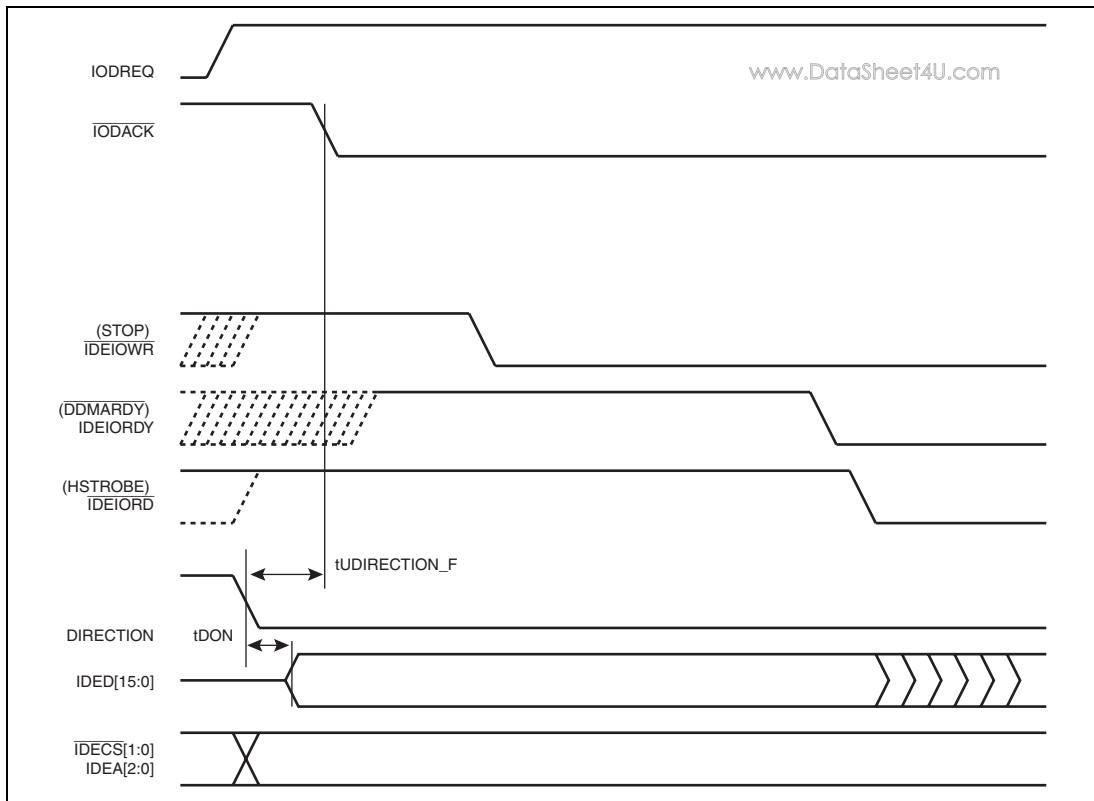 IODREQ
www.DataSheet4U.com
IODACK
(STOP)
IDEIOWR
(DDMARDY)
IDEIORDY
(HSTROBE)
IDEIORD
tUDIRECTION_F
DIRECTION
tDON
IDED[15:0]
IDECS[1:0]
IDEA[2:0]